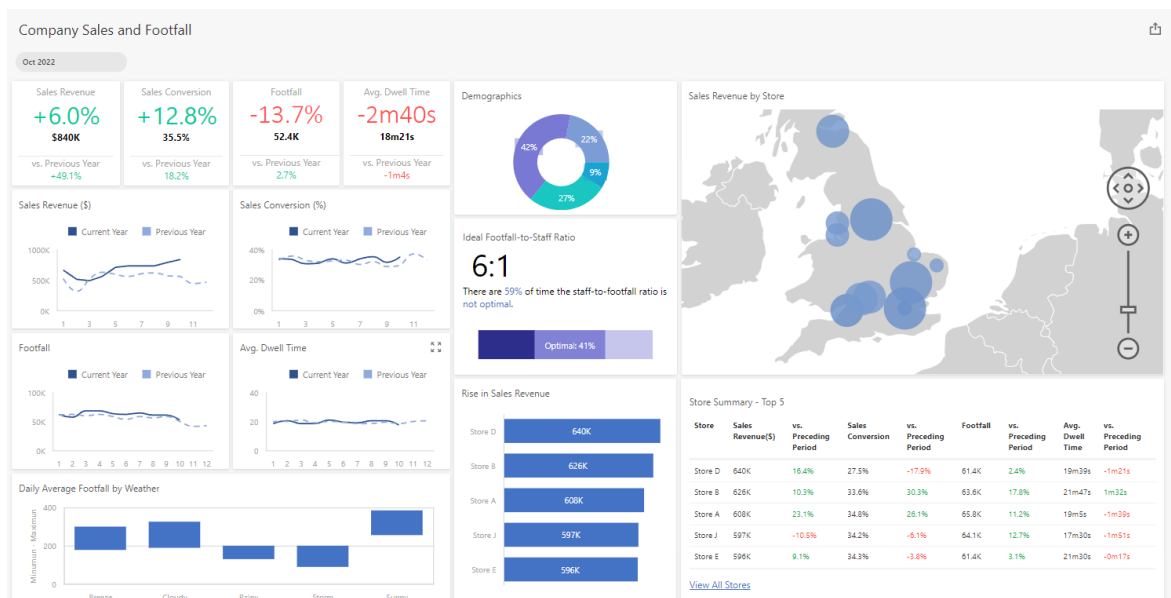 Company Sales and Footfall
Oct 2022
Sales Revenue
+6.0%
$840K
vs. Previous Year
+49.1%
Sales Conversion
+12.8%
35.5%
vs. Previous Year
18.2%
Footfall
-13.7%
52.4K
vs. Previous Year
2.7%
Avg. Dwell Time
-2m40s
18m21s
vs. Previous Year
-1m4s
Sales Revenue ($)
Current Year Previous Year
1000K
500K
0K
1 3 5 7 9 11
Sales Conversion (%)
Current Year Previous Year
40%
20%
0%
1 3 5 7 9 11
Footfall
Current Year Previous Year
100K
50K
0K
1 2 3 4 5 6 7 8 9 10 11 12
Avg. Dwell Time
Current Year Previous Year
40
20
0
1 2 3 4 5 6 7 8 9 10 11 12
Daily Average Footfall by Weather
Minumun - Maximun
400
200
0
Breeze Cloudy Rainy Storm Sunny
Demographics
42%
22%
9%
27%
Ideal Footfall-to-Staff Ratio
6:1
There are 59% of time the staff-to-footfall ratio is
not optimal.
Optimal: 41%
Rise in Sales Revenue
Store D 640K
Store B 626K
Store A 608K
Store J 597K
Store E 596K
Sales Revenue by Store
Store Summary - Top 5
Store Sales Revenue($) vs. Preceding Period Sales Conversion vs. Preceding Period Footfall vs. Preceding Period Avg. Dwell Time vs. Preceding Period
Store D 640K 16.4% 27.5% -17.9% 61.4K 2.4% 19m39s -1m21s
Store B 626K 10.3% 33.6% 30.3% 63.6K 17.8% 21m47s 1m32s
Store A 608K 23.1% 34.8% 26.1% 65.8K 11.2% 19m5s -1m39s
Store J 597K -10.5% 34.2% -6.1% 64.1K 12.7% 17m30s -1m51s
Store E 596K 9.1% 34.3% -3.8% 61.4K 3.1% 21m30s -0m17s
View All Stores